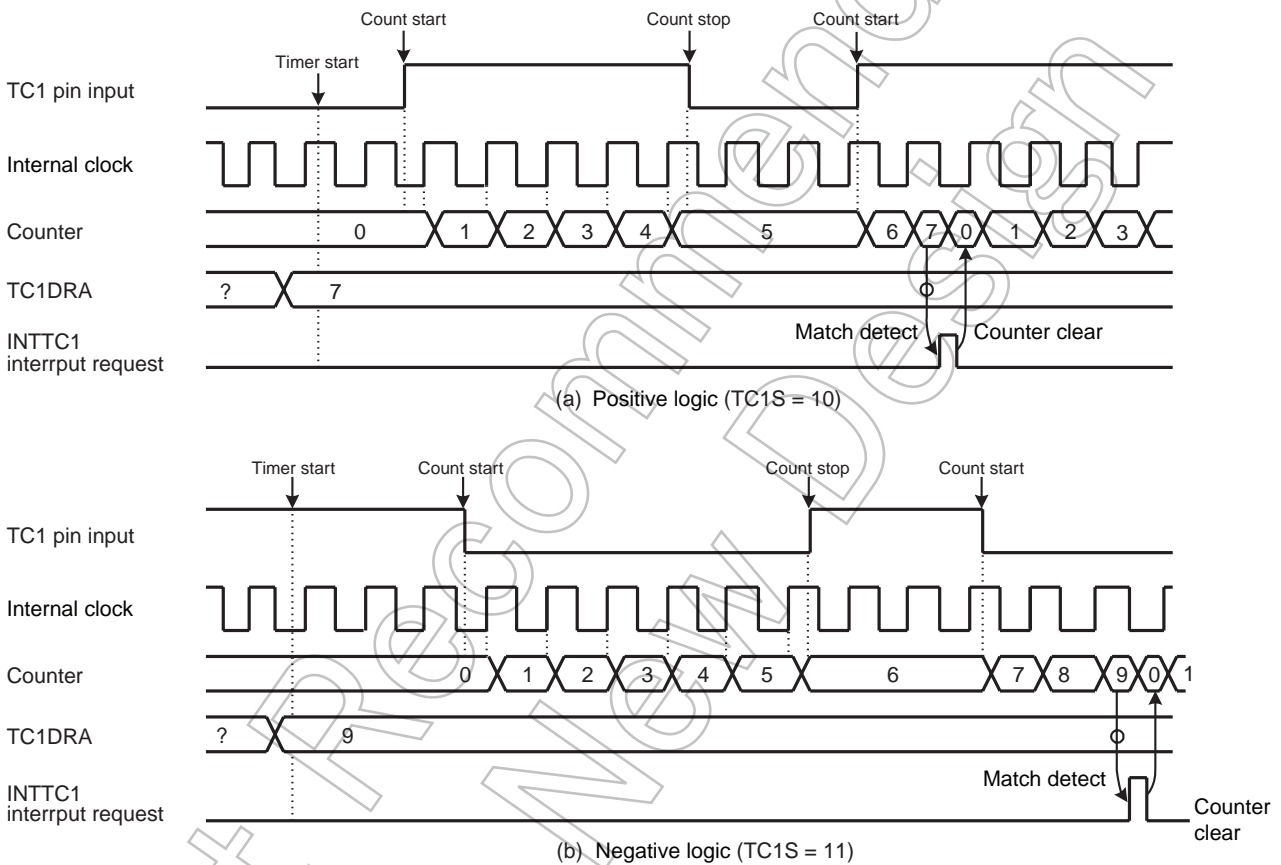 Count start Count stop Count start
Timer start
TC1 pin input
Internal clock
Counter 0 1 2 3 4 5 6 7 0 1 2 3
TC1DRA ? 7
Match detect Counter clear
INTTC1
interrput request
(a) Positive logic (TC1S = 10)
Timer start Count start Count stop Count start
TC1 pin input
Internal clock
Counter 0 1 2 3 4 5 6 7 8 9 0 1
TC1DRA ? 9
Match detect
INTTC1
interrput request
Counter
clear
(b) Negative logic (TC1S = 11)
Recommend
New Design